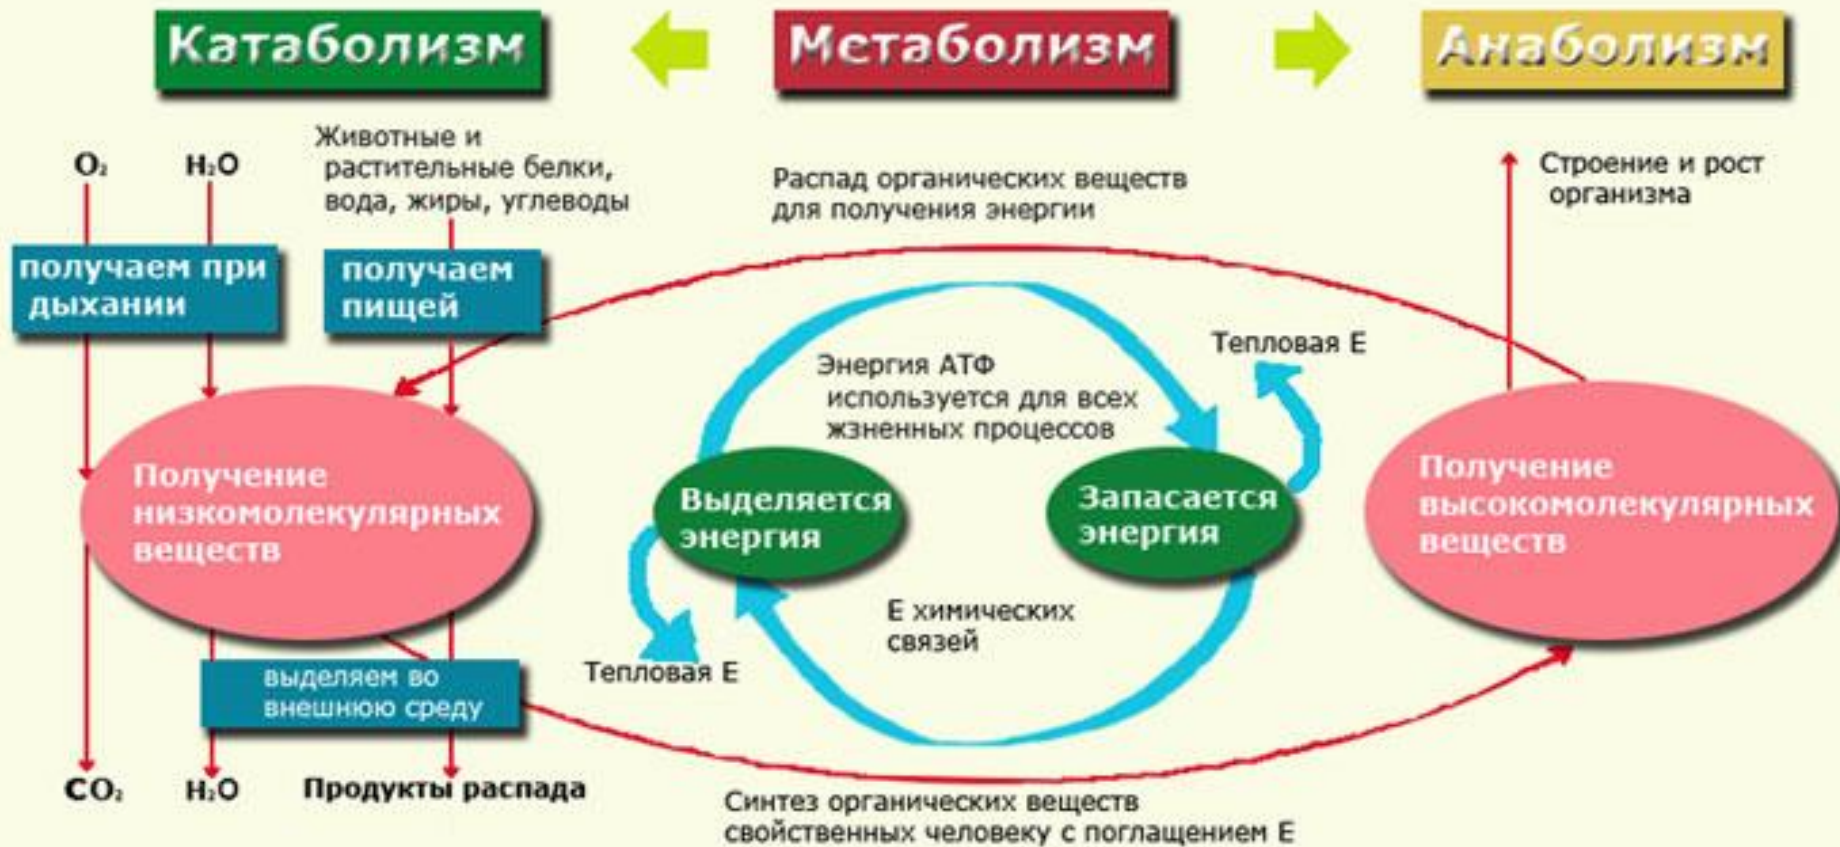 Катаболизм
Метаболизм
Анаболизм
O₂
H₂O
Животные и
растительные белки,
вода, жиры, углеводы
Распад органических веществ
для получения энергии
Строение и рост
организма
получаем при
дыхании
получаем
пищей
Тепловая Е
Энергия АТФ
используется для всех
жзненных процессов
Получение
низкомолекулярных
веществ
Выделяется
энергия
Запасается
энергия
Получение
высокомолекулярных
веществ
Е химических
связей
Тепловая Е
выделяем во
внешнюю среду
CO₂
H₂O
Продукты распада
Синтез органических веществ
свойственных человеку с поглащением Е